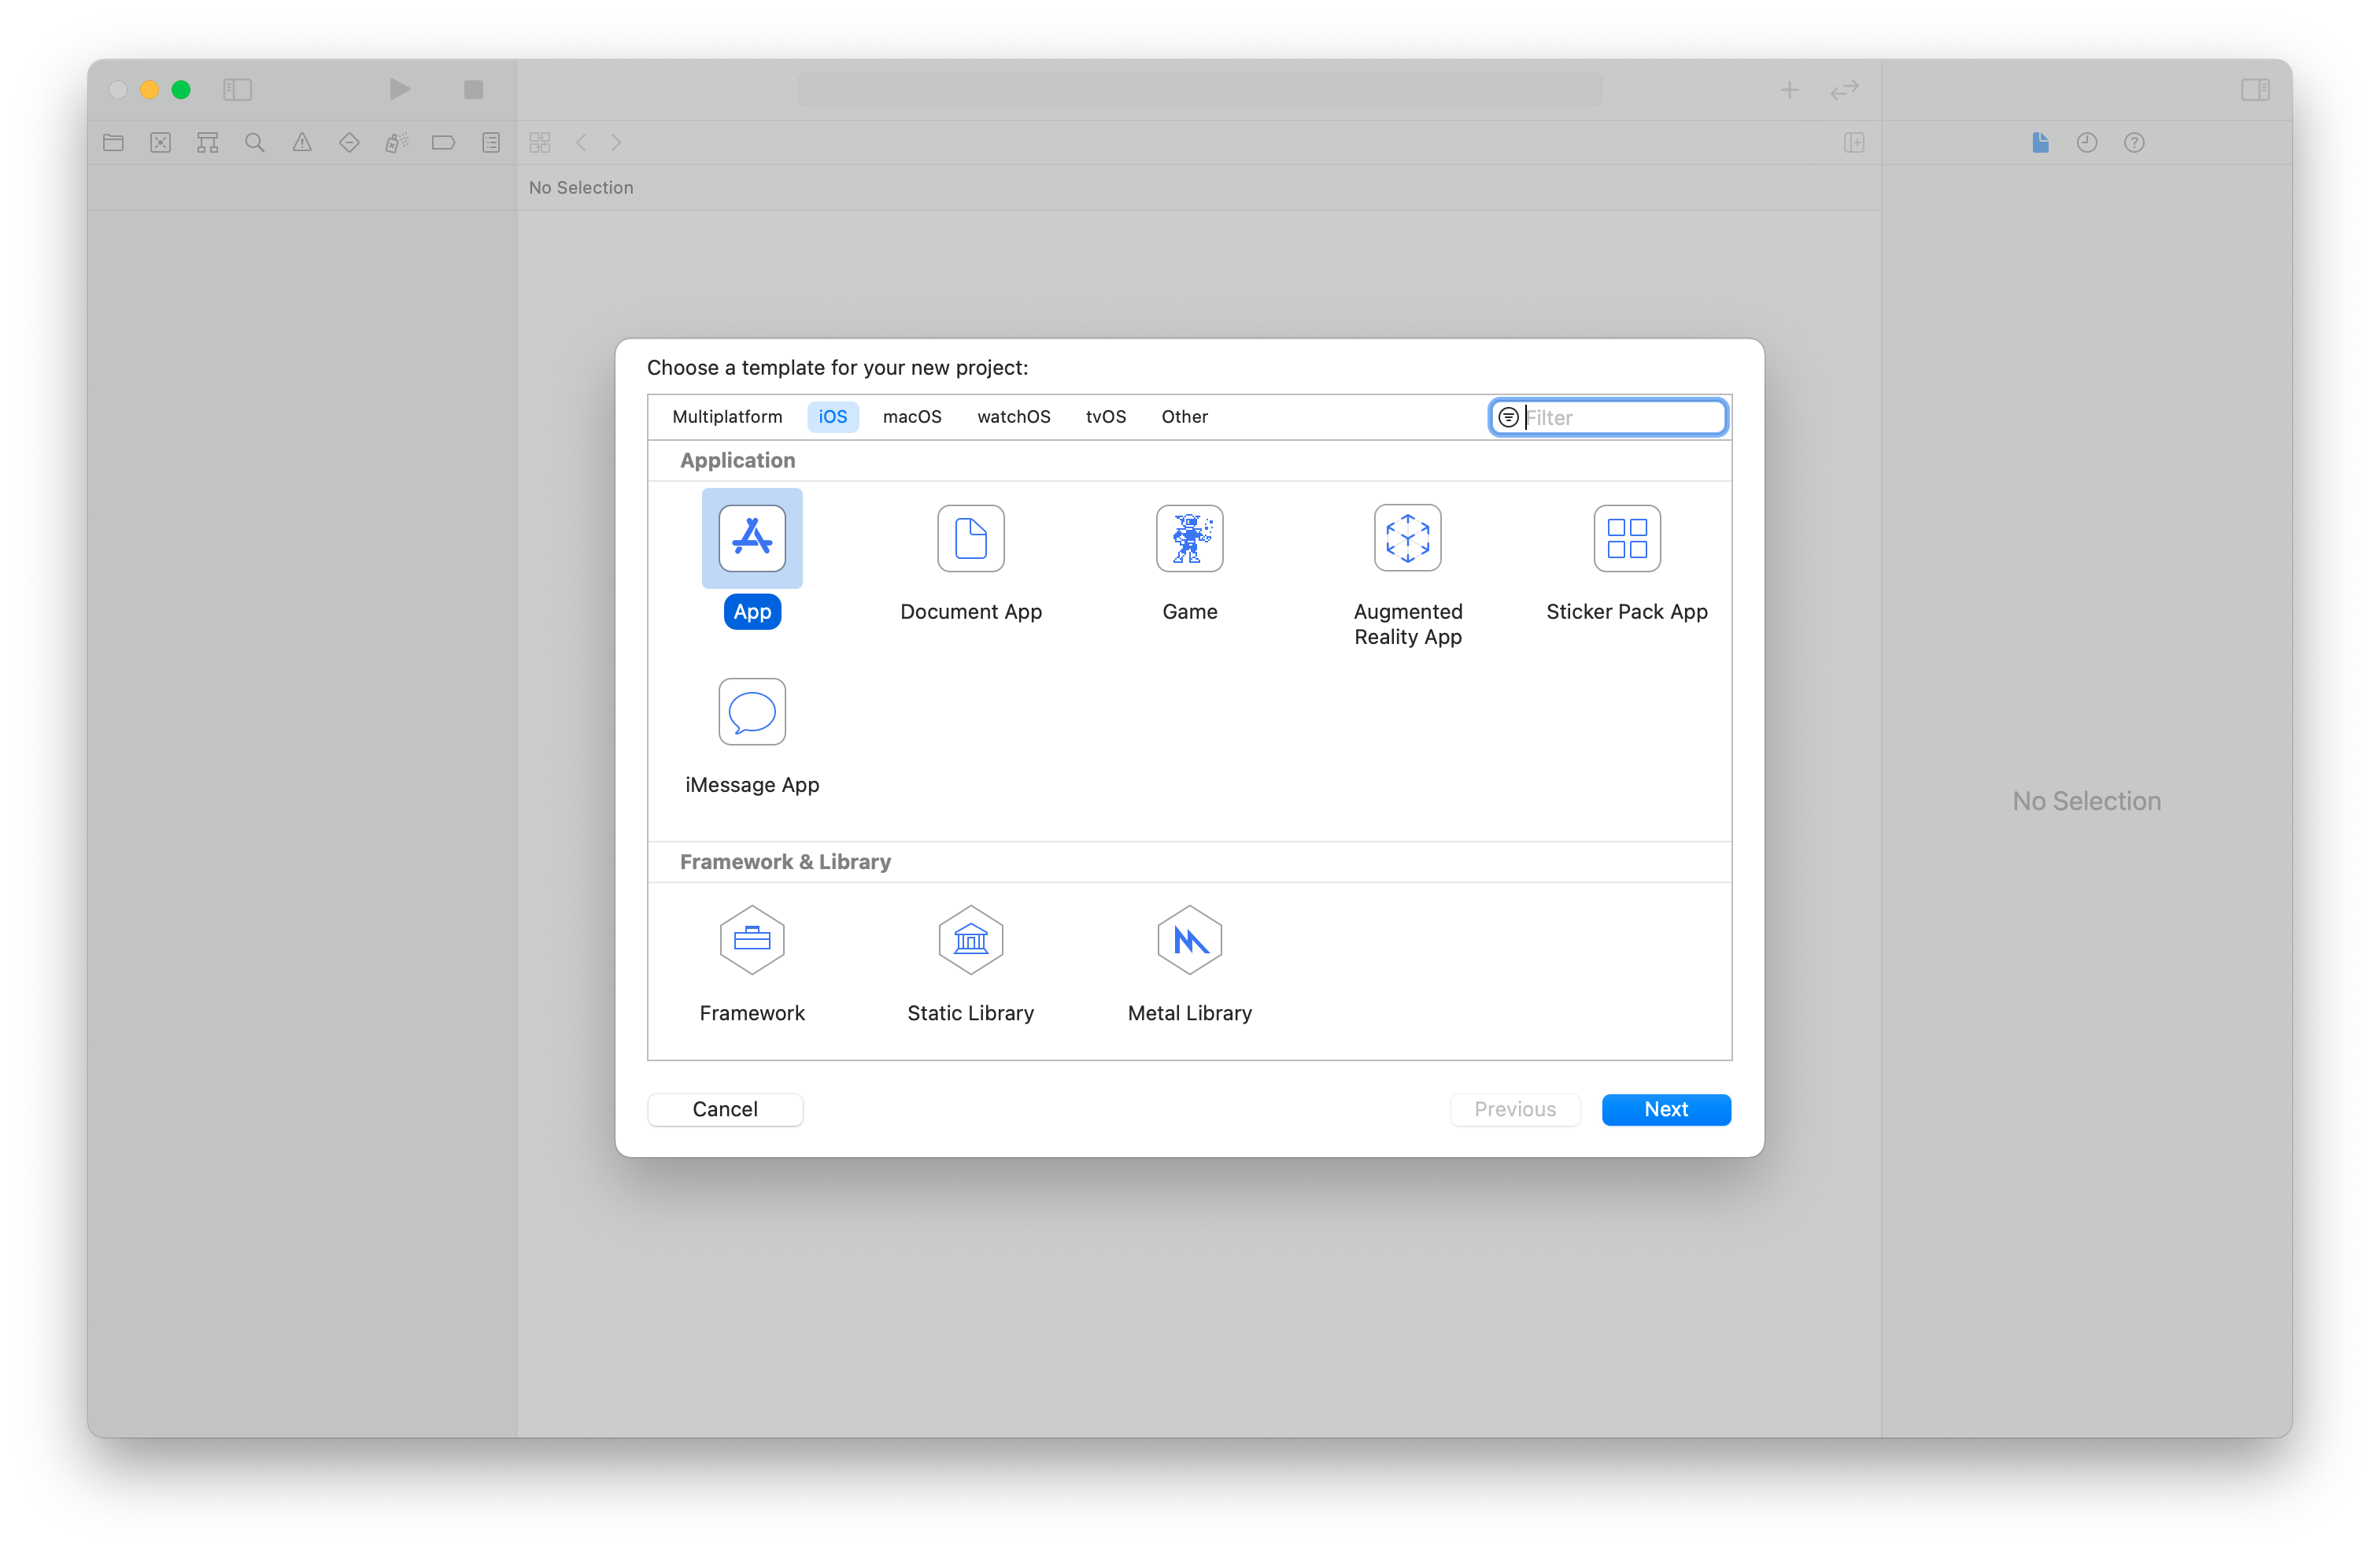 No Selection
Choose a template for your new project:
Multiplatform iOS macOS watchOS tvOS Other Filter
Application
App Document App Game Augmented Sticker Pack App
Reality App
iMessage App
No Selection
Framework & Library
Framework Static Library Metal Library
Cancel Previous Next